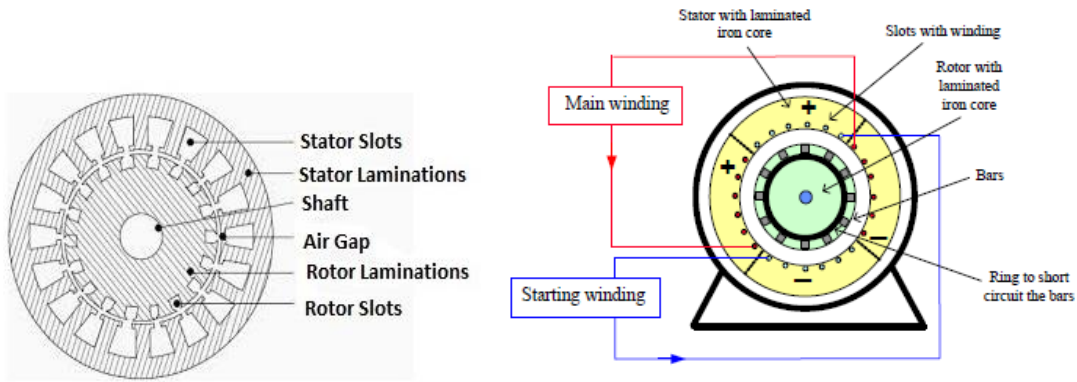 Stator Slots
Stator Laminations
Shaft
Air Gap
Rotor Laminations
Rotor Slots
Stator with laminated
iron core
Slots with winding
Rotor with
laminated
iron core
Main winding
+
+
Bars
–
–
Starting winding
Ring to short
circuit the bars